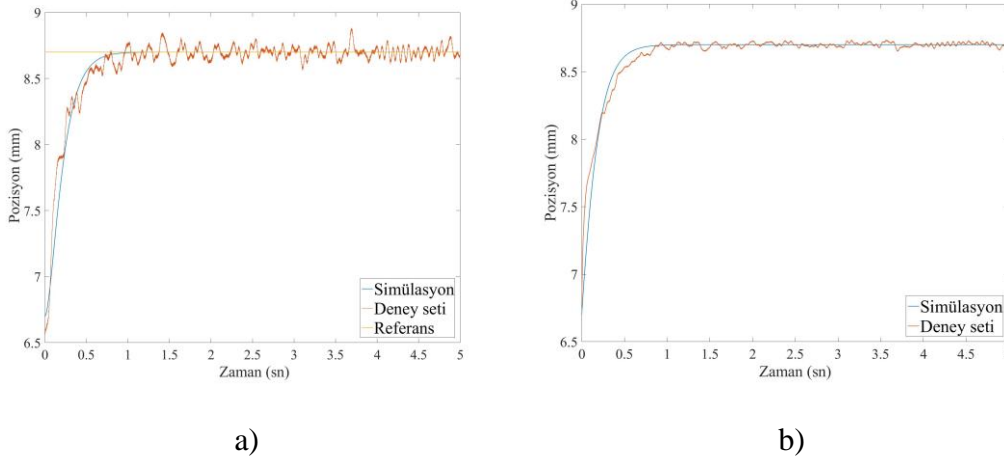 9
8.5
8
7.5
7
6.5
Pozisyon (mm)
0 0.5 1 1.5 2 2.5 3 3.5 4 4.5 5
Zaman (sn)
Simülasyon
Deney seti
Referans
a)
9
8.5
8
7.5
7
6.5
Pozisyon (mm)
0 0.5 1 1.5 2 2.5 3 3.5 4 4.5
Zaman (sn)
Simülasyon
Deney seti
b)